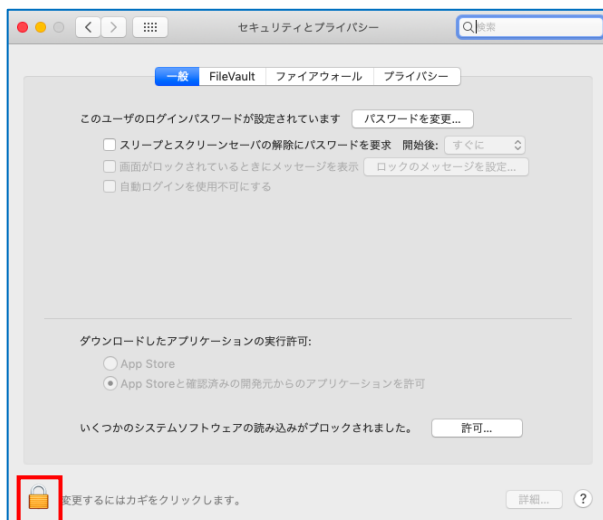 セキュリティとプライバシー
検索
一般 FileVault ファイアウォール プライバシー
このユーザのログインパスワードが設定されています パスワードを変更...
スリープとスクリーンセーバの解除にパスワードを要求 開始後: すぐに
画面がロックされているときにメッセージを表示 ロックのメッセージを設定...
自動ログインを使用不可にする
ダウンロードしたアプリケーションの実行許可:
App Store
App Storeと確認済みの開発元からのアプリケーションを許可
いくつかのシステムソフトウェアの読み込みがブロックされました。 許可...
変更するにはカギをクリックします。 詳細... ?